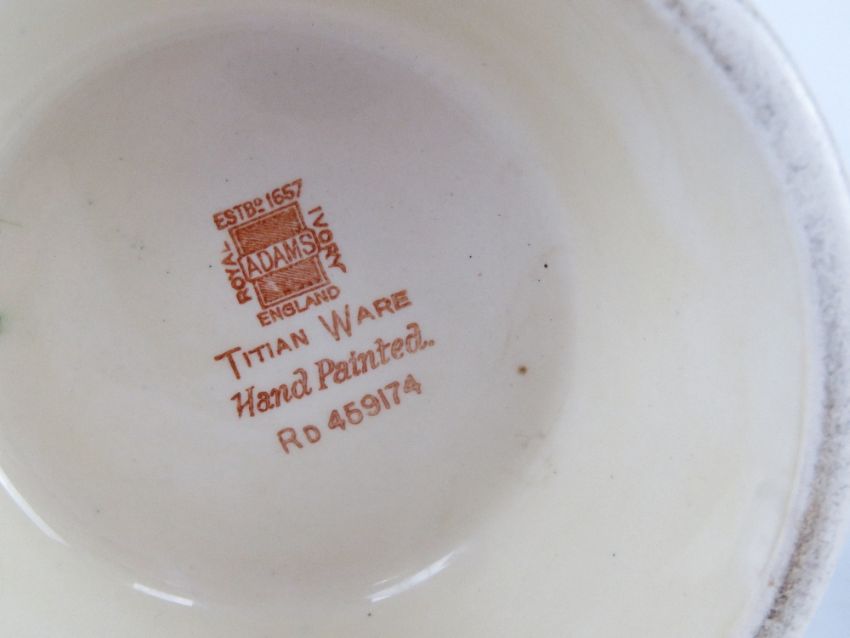 ESTBD 1657
ROYAL
ADAMS
IVORY
ENGLAND
TITIAN WARE
Hand Painted.
RD 459174